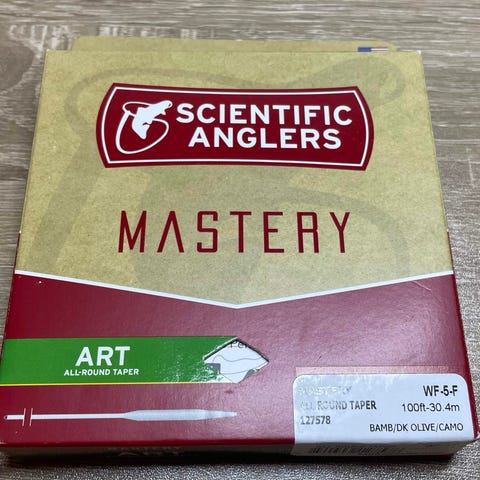 SCIENTIFIC
ANGLERS
MASTERY
ART
ALL-ROUND TAPER
MASTERY WF-5-F
ALL ROUND TAPER 100ft-30.4m
127578
BAMB/DK OLIVE/CAMO